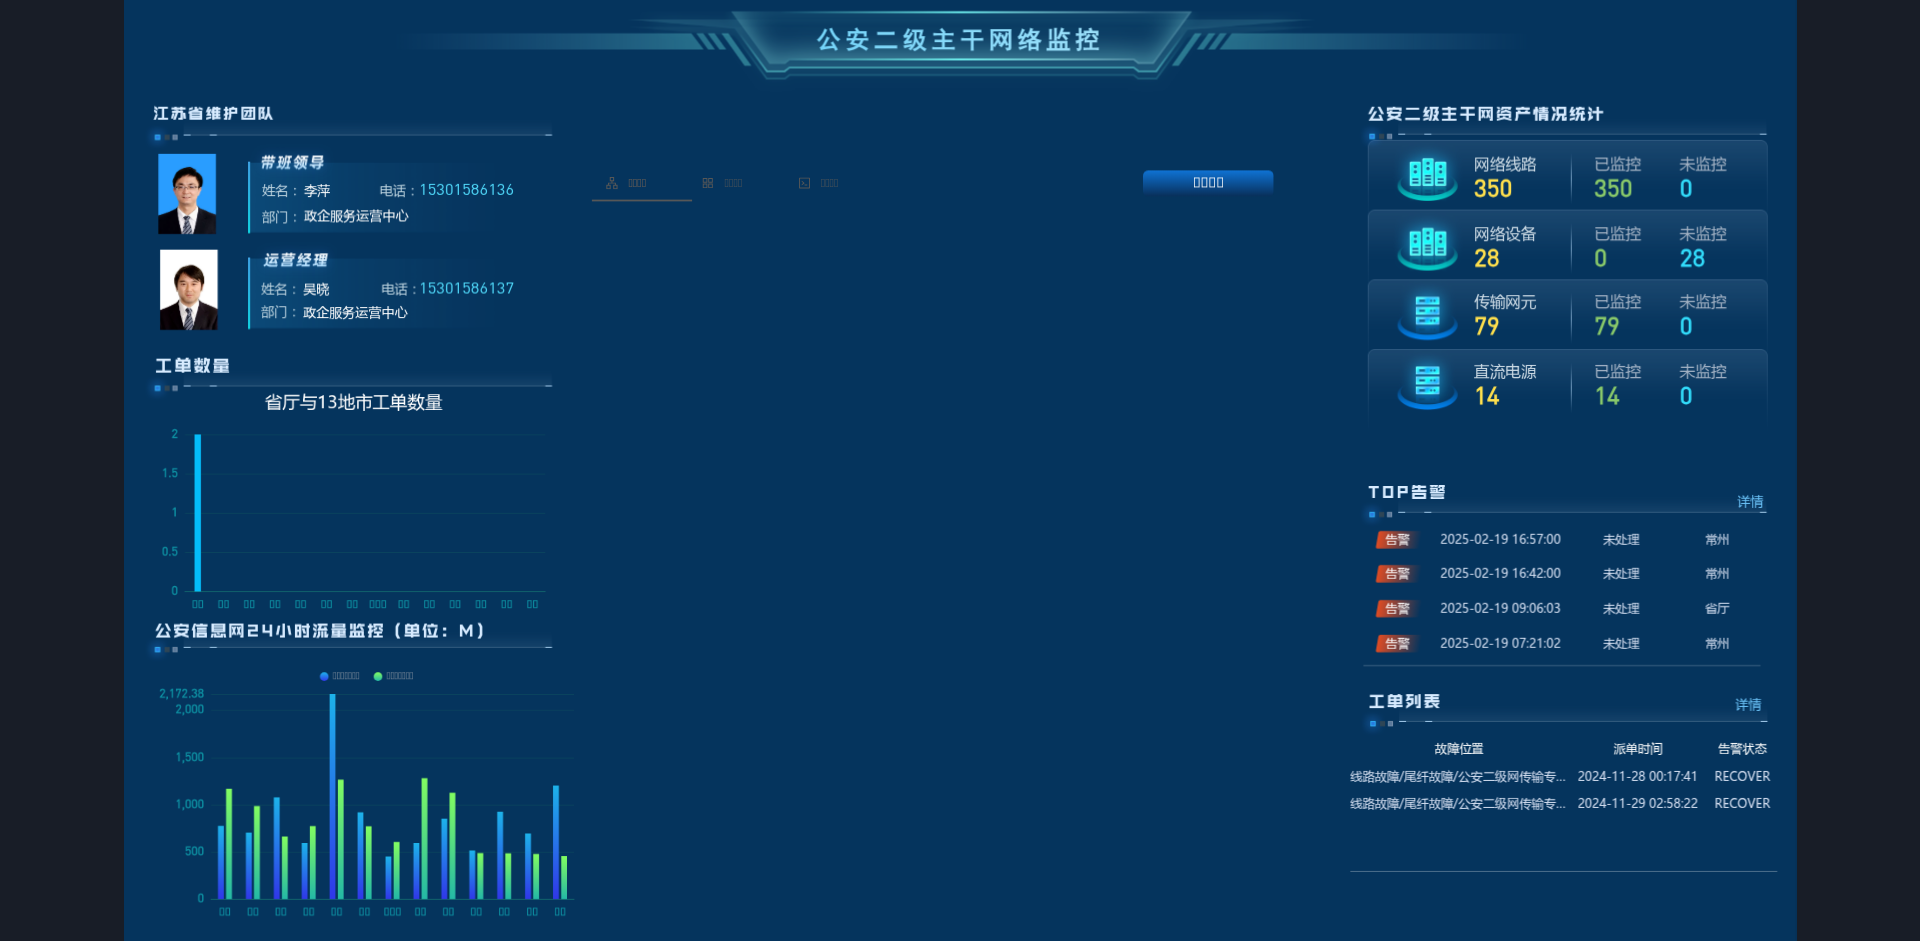 公安二级主干网络监控
江苏省维护团队
带班领导
姓名： 李萍 电话：15301586136
部门： 政企服务运营中心
运营经理
姓名： 吴晓 电话：15301586137
部门： 政企服务运营中心
工单数量
省厅与13地市工单数量
2
1.5
1
0.5
0
公安信息网24小时流量监控（单位：M）
2,172.38
2,000
1,500
1,000
500
0
公安二级主干网资产情况统计
网络线路 已监控 未监控
350 350 0
网络设备 已监控 未监控
28 0 28
传输网元 已监控 未监控
79 79 0
直流电源 已监控 未监控
14 14 0
TOP告警
详情
告警 2025-02-19 16:57:00 未处理 常州
告警 2025-02-19 16:42:00 未处理 常州
告警 2025-02-19 09:06:03 未处理 省厅
告警 2025-02-19 07:21:02 未处理 常州
工单列表
详情
故障位置 派单时间 告警状态
线路故障/尾纤故障/公安二级网传输专... 2024-11-28 00:17:41 RECOVER
线路故障/尾纤故障/公安二级网传输专... 2024-11-29 02:58:22 RECOVER